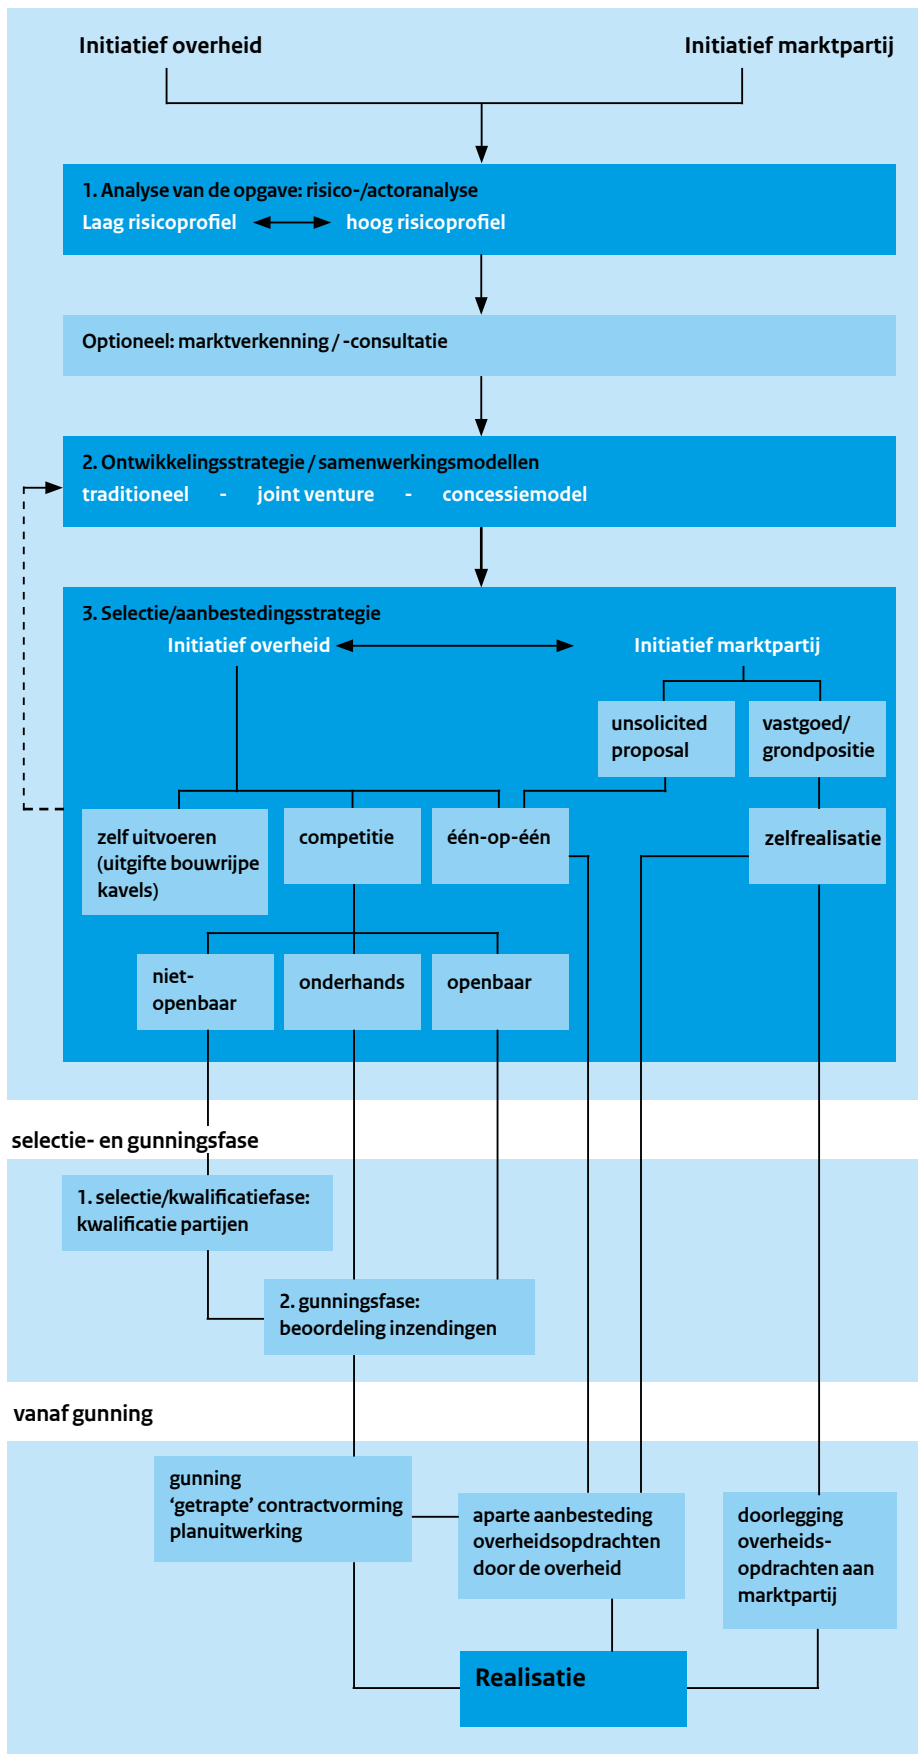 Initiatief overheid
Initiatief marktpartij
1. Analyse van de opgave: risico-/actoranalyse
Laag risicoprofiel
hoog risicoprofiel
Optioneel: marktverkenning / -consultatie
2. Ontwikkelingsstrategie / samenwerkingsmodellen
traditioneel - joint venture - concessiemodel
3. Selectie/aanbestedingsstrategie
Initiatief overheid
Initiatief marktpartij
unsolicited
proposal
vastgoed/
grondpositie
zelf uitvoeren
(uitgifte bouwrijpe
kavels)
competitie
één-op-één
zelfrealisatie
niet-
openbaar
onderhands
openbaar
selectie- en gunningsfase
1. selectie/kwalificatiefase:
kwalificatie partijen
2. gunningsfase:
beoordeling inzendingen
vanaf gunning
gunning
‘getrapte’ contractvorming
planuitwerking
aparte aanbesteding
overheidsopdrachten
door de overheid
doorlegging
overheids-
opdrachten aan
marktpartij
Realisatie